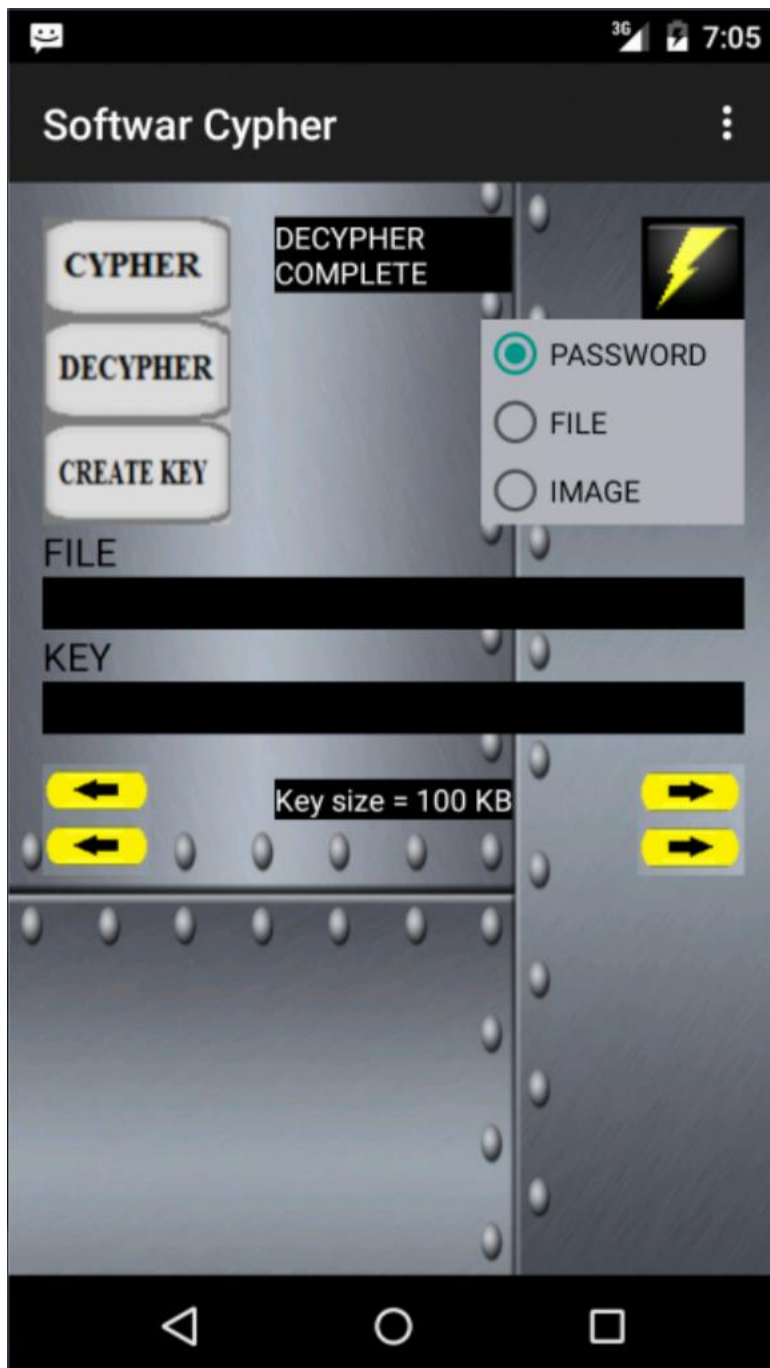 3G 7:05
Softwar Cypher
CYPHER
DECYPHER
COMPLETE
DECYPHER
CREATE KEY
PASSWORD
FILE
IMAGE
FILE
KEY
Key size = 100 KB